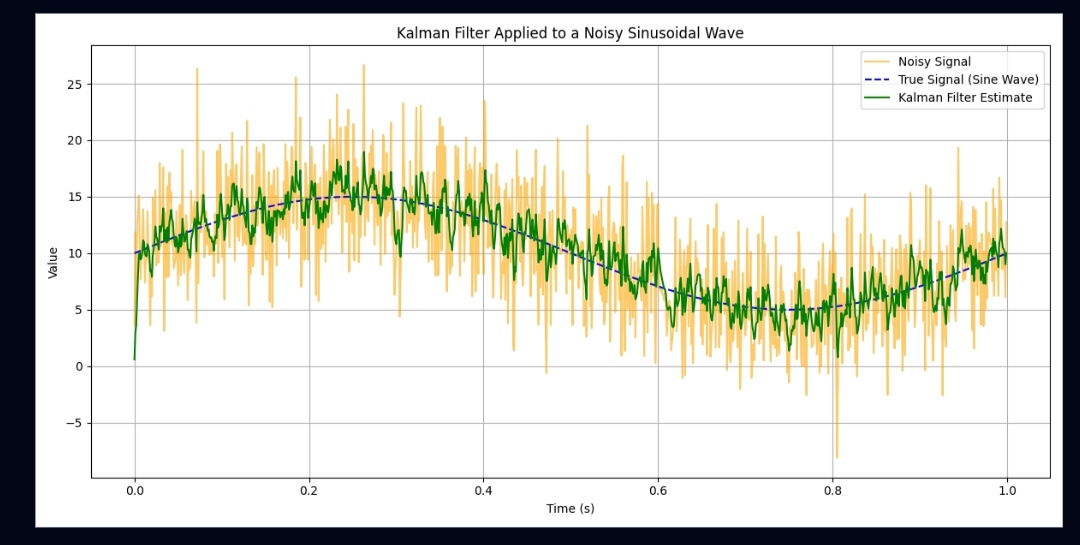 Kalman Filter Applied to a Noisy Sinusoidal Wave
Noisy Signal
True Signal (Sine Wave)
Kalman Filter Estimate
Value
25
20
15
10
5
0
−5
0.0 0.2 0.4 0.6 0.8 1.0
Time (s)